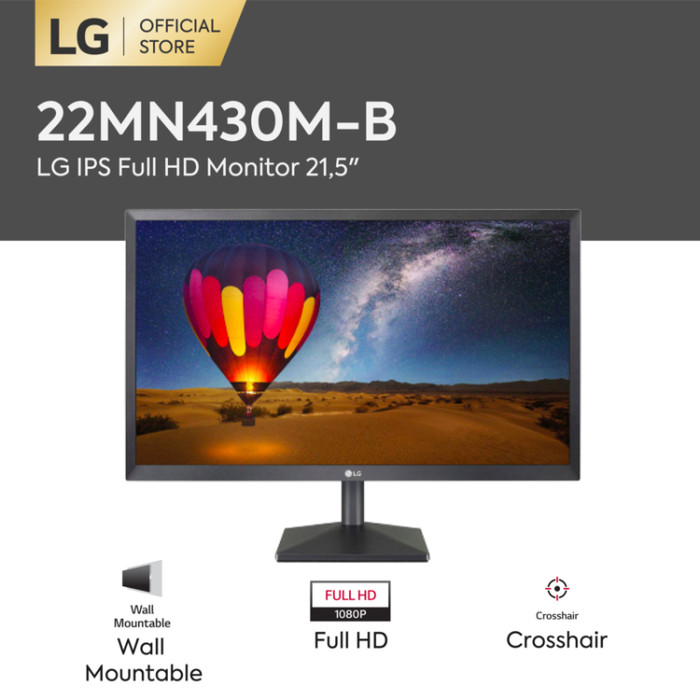 LG
OFFICIAL
STORE
22MN430M-B
LG IPS Full HD Monitor 21,5"
LG
Wall
Mountable
Wall
Mountable
FULL HD
1080P
Full HD
Crosshair
Crosshair